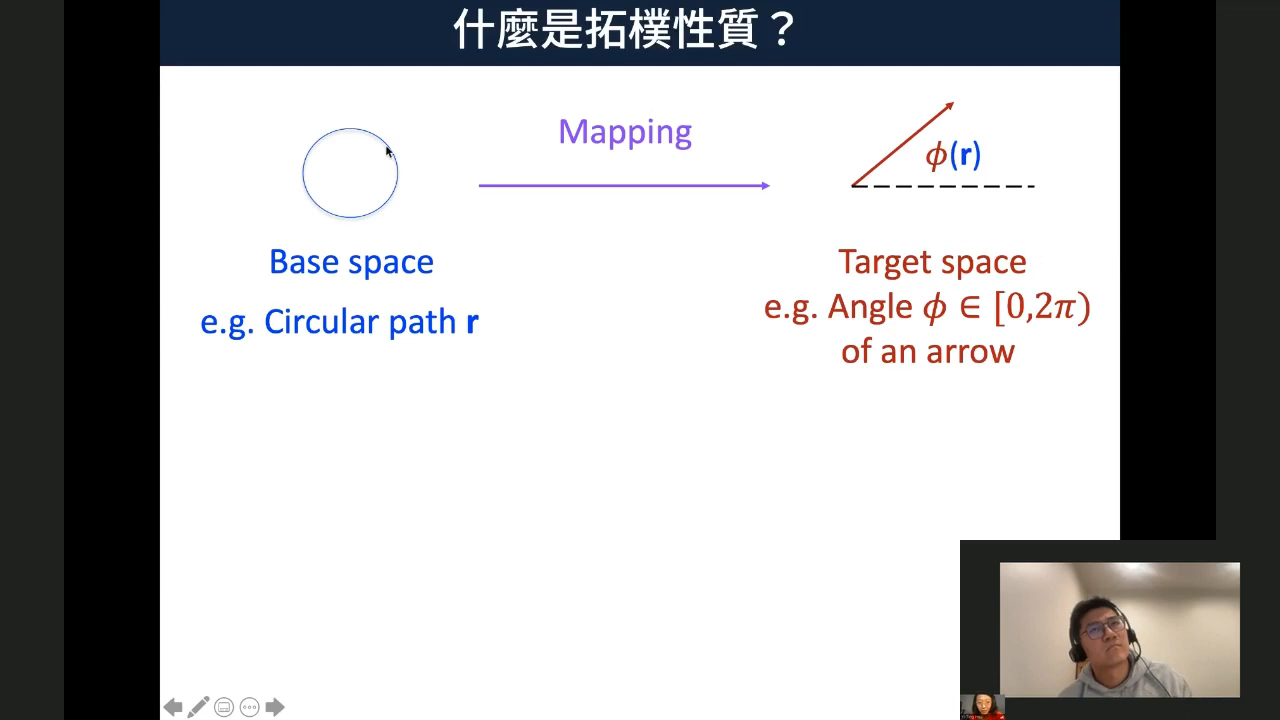 什麼是拓樸性質？
Mapping
ϕ(r)
Base space
e.g. Circular path r
Target space
e.g. Angle ϕ ∈ [0,2π)
of an arrow